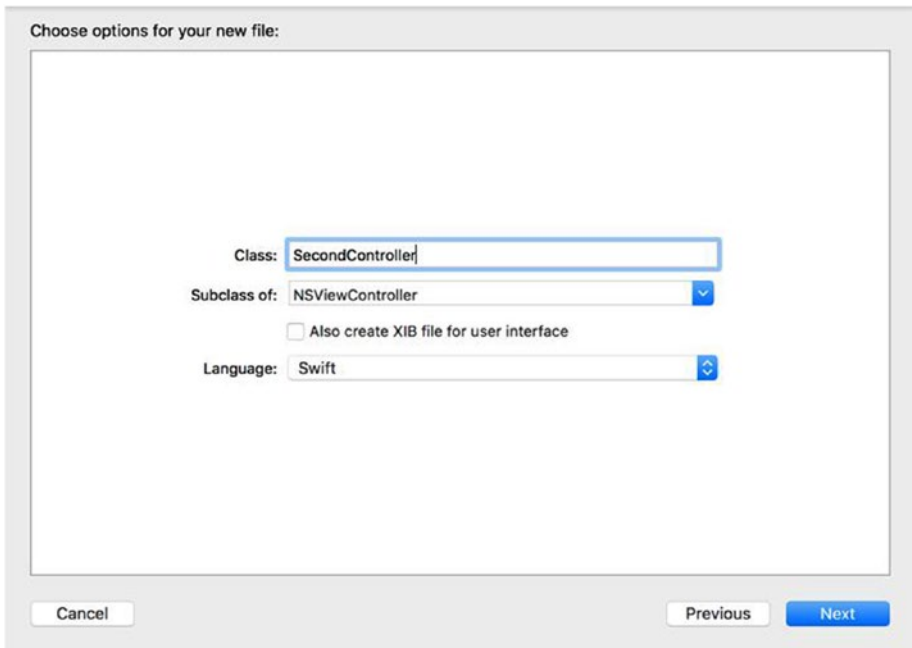 Choose options for your new file:
Class: SecondController
Subclass of: NSViewController
Also create XIB file for user interface
Language: Swift
Cancel Previous Next